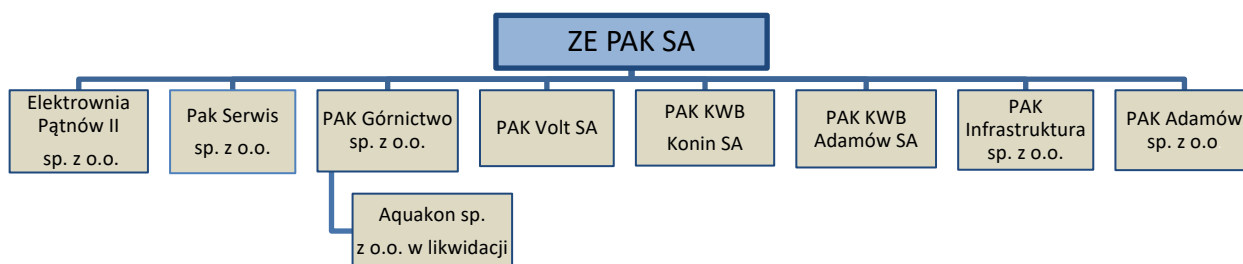 ZE PAK SA
Elektrownia
Pątnów II
sp. z o.o.
Pak Serwis
sp. z o.o.
PAK Górnictwo
sp. z o.o.
PAK Volt SA
PAK KWB
Konin SA
PAK KWB
Adamów SA
PAK
Infrastruktura
sp. z o.o.
PAK Adamów
sp. z o.o
Aquakon sp.
z o.o. w likwidacji